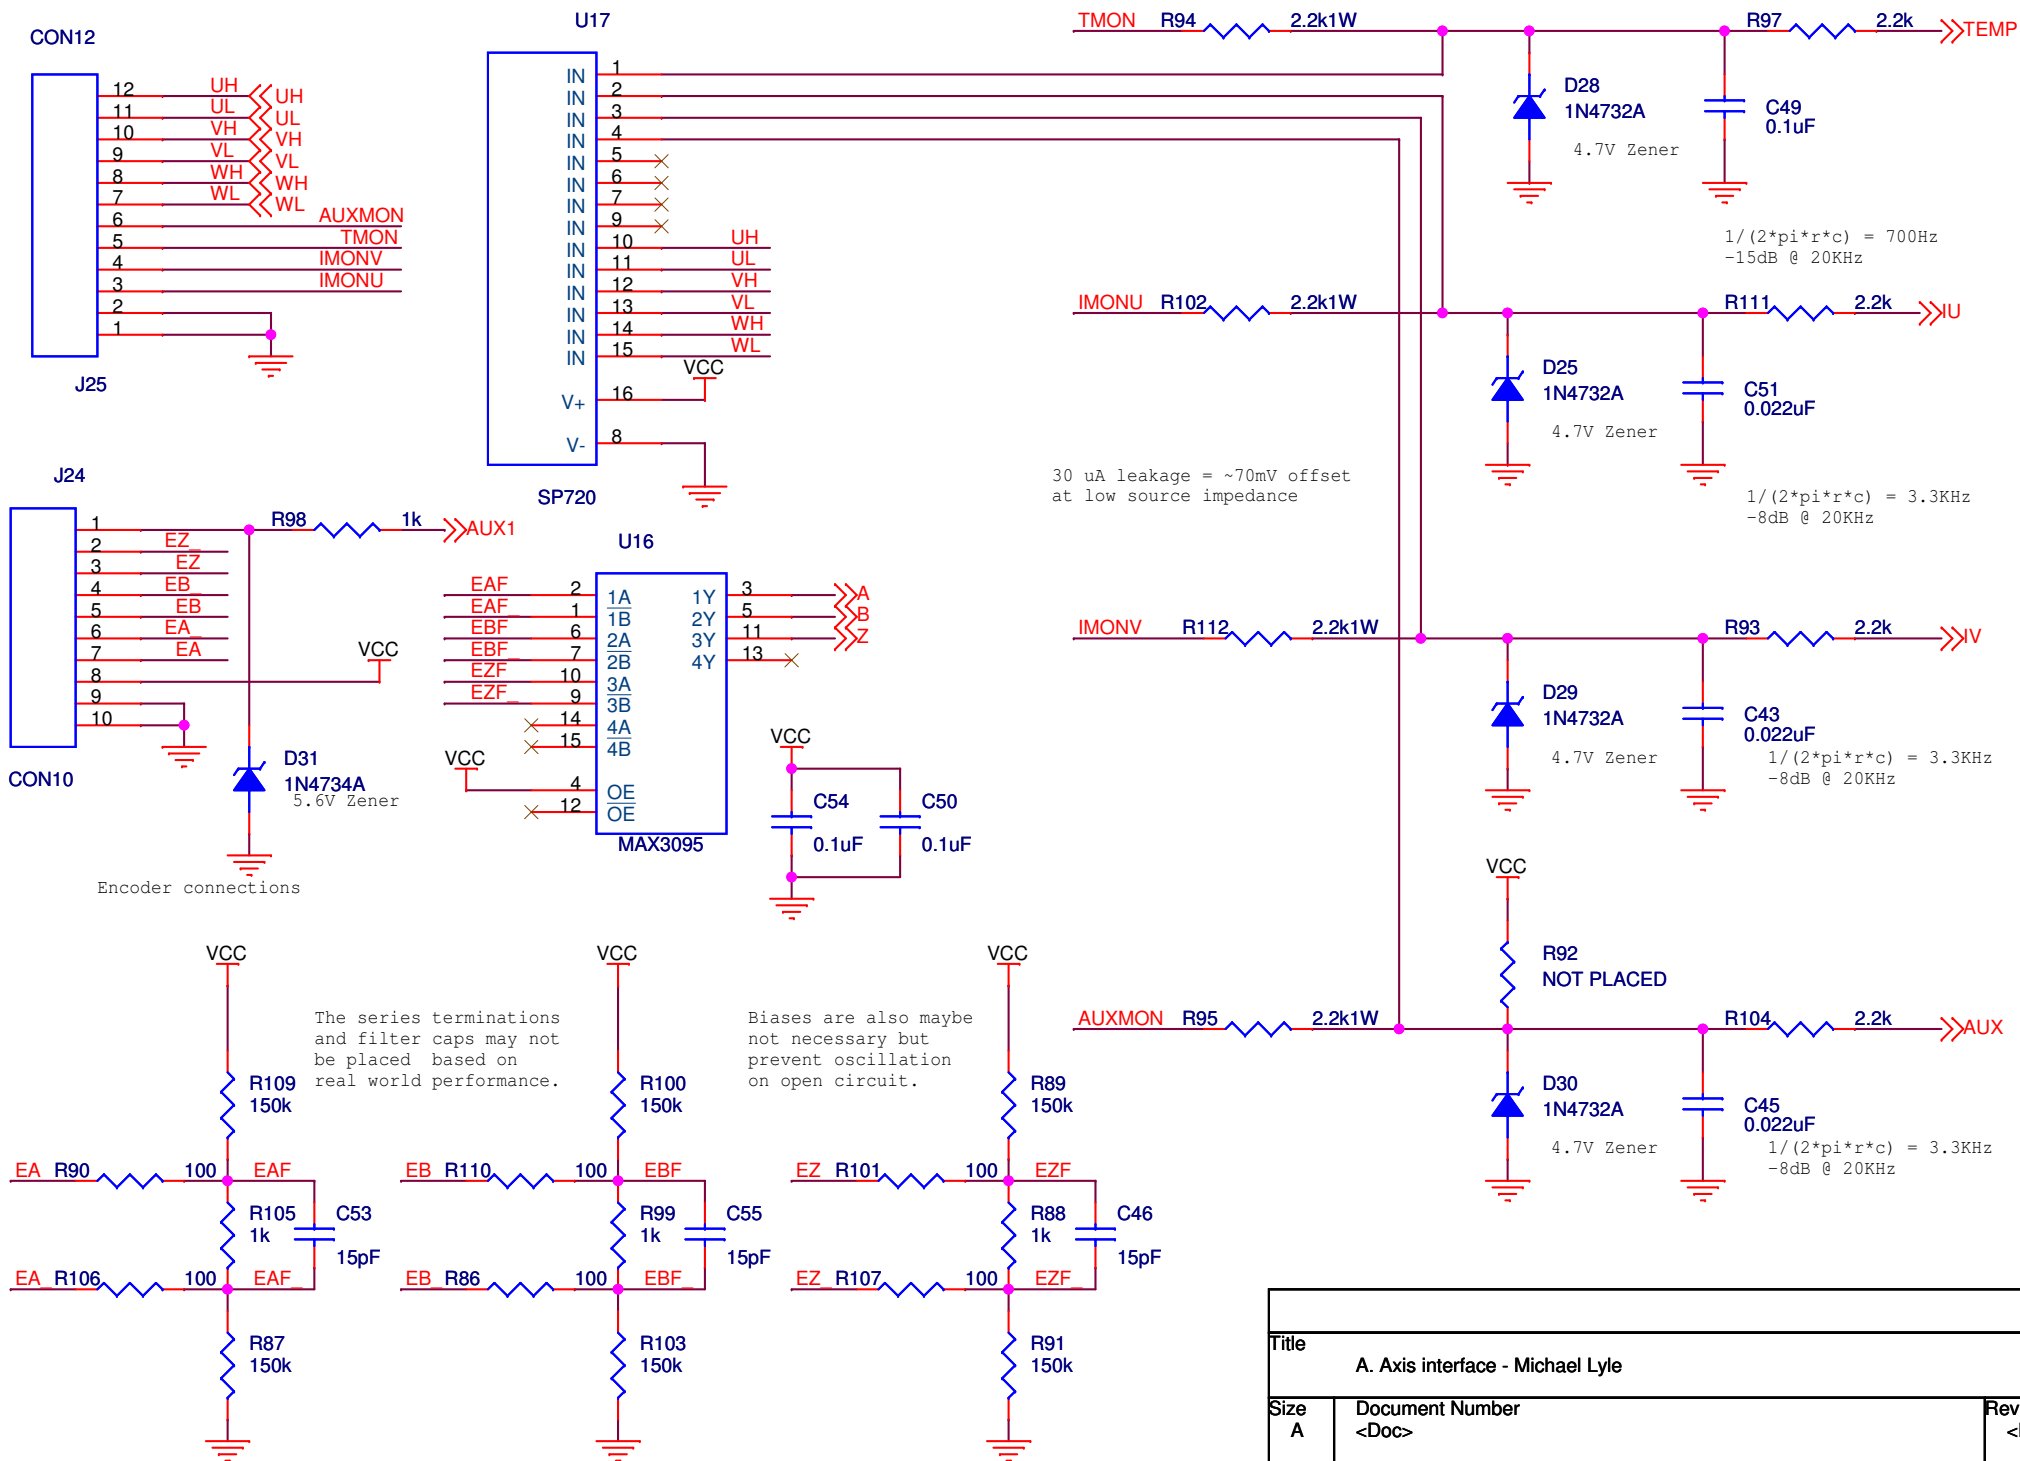 CON12
12 UH UH
11 UL UL
10 VH VH
9 VL VL
8 WH WH
7 WL WL
6 AUXMON
5 TMON
4 IMONV
3 IMONU
2
1
J25
U17
IN 1
IN 2
IN 3
IN 4
IN 5
IN 6
IN 7
IN 9
IN 10 UH
IN 11 UL
IN 12 VH
IN 13 VL
IN 14 WH
IN 15 WL
VCC
V+ 16
V- 8
SP720
TMON R94 2.2k1W R97 2.2k TEMP
D28
1N4732A
4.7V Zener
C49
0.1uF
1/(2*pi*r*c) = 700Hz
-15dB @ 20KHz
IMONU R102 2.2k1W R111 2.2k IU
D25
1N4732A
4.7V Zener
C51
0.022uF
1/(2*pi*r*c) = 3.3KHz
-8dB @ 20KHz
30 uA leakage = ~70mV offset
at low source impedance
IMONV R112 2.2k1W R93 2.2k IV
D29
1N4732A
4.7V Zener
C43
0.022uF
1/(2*pi*r*c) = 3.3KHz
-8dB @ 20KHz
VCC
R92
NOT PLACED
AUXMON R95 2.2k1W R104 2.2k AUX
D30
1N4732A
4.7V Zener
C45
0.022uF
1/(2*pi*r*c) = 3.3KHz
-8dB @ 20KHz
J24
1 R98 1k AUX1
2 EZ_
3 EZ
4 EB_
5 EB
6 EA_
7 EA
8 VCC
9
10
CON10
D31
1N4734A
5.6V Zener
Encoder connections
U16
EAF 2 1A 1Y 3 A
EAF_ 1 1B 2Y 5 B
EBF 6 2A 3Y 11 Z
EBF_ 7 2B 4Y 13
EZF 10 3A
EZF_ 9 3B
14 4A
15 4B
VCC 4 OE
12 OE
MAX3095
VCC
C54 C50
0.1uF 0.1uF
VCC VCC VCC
The series terminations
and filter caps may not
be placed  based on
real world performance.
Biases are also maybe
not necessary but
prevent oscillation
on open circuit.
R109
150k
R100
150k
R89
150k
EA R90 100 EAF
EB R110 100 EBF
EZ R101 100 EZF
R105 C53
1k
15pF
R99 C55
1k
15pF
R88 C46
1k
15pF
EA_ R106 100 EAF_
EB_ R86 100 EBF_
EZ_ R107 100 EZF_
R87
150k
R103
150k
R91
150k
Title
A. Axis interface - Michael Lyle
Size Document Number Rev
A <Doc>